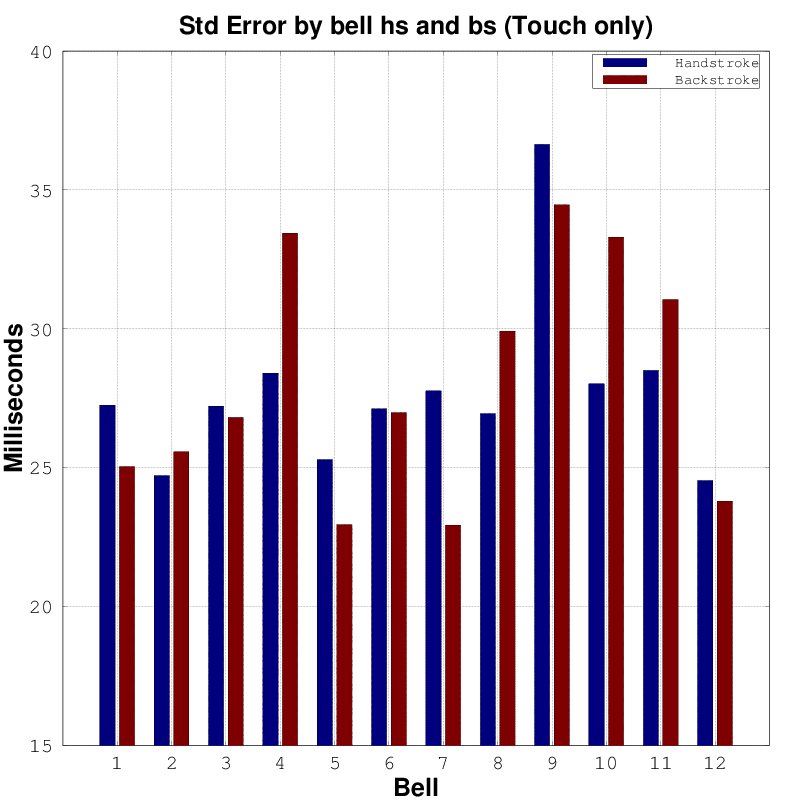 Std Error by bell hs and bs (Touch only)
Handstroke
Backstroke
40
35
30
25
20
15
Milliseconds
1 2 3 4 5 6 7 8 9 10 11 12
Bell